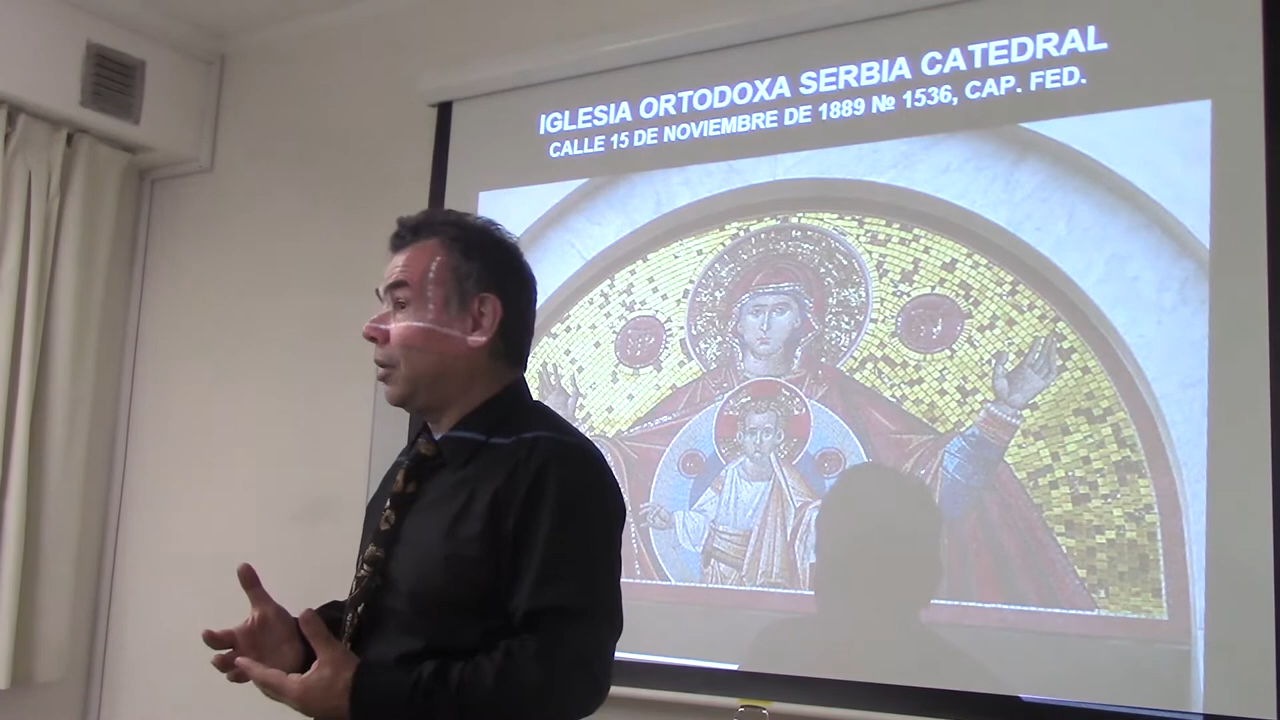 IGLESIA ORTODOXA SERBIA CATEDRAL
CALLE 15 DE NOVIEMBRE DE 1889 № 1536, CAP. FED.